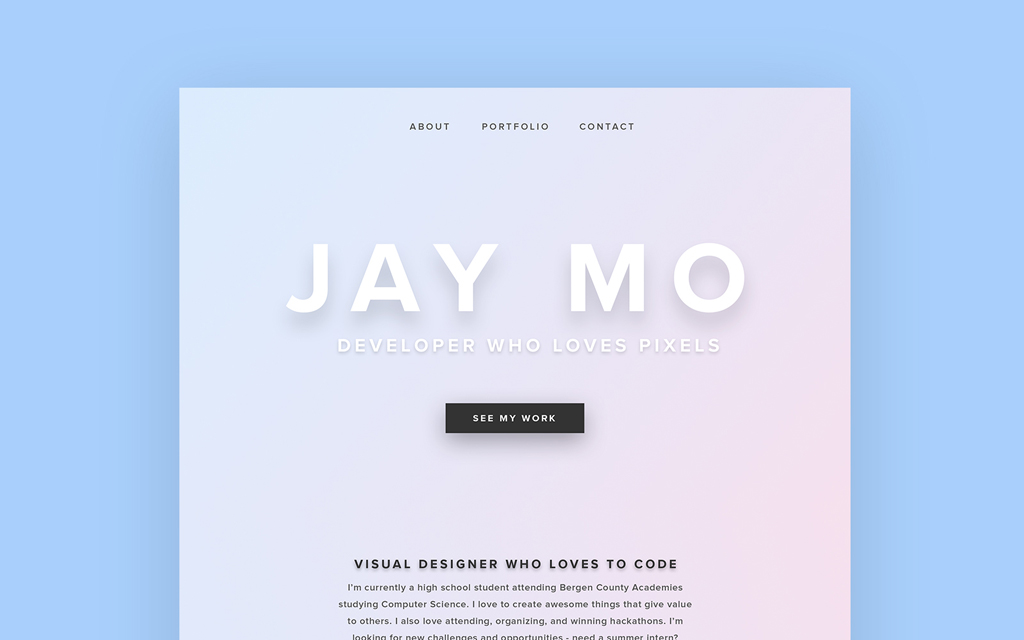 ABOUT PORTFOLIO CONTACT
JAY MO
DEVELOPER WHO LOVES PIXELS
SEE MY WORK
VISUAL DESIGNER WHO LOVES TO CODE
I'm currently a high school student attending Bergen County Academies
studying Computer Science. I love to create awesome things that give value
to others. I also love attending, organizing, and winning hackathons. I'm
looking for new challenges and opportunities - need a summer intern?